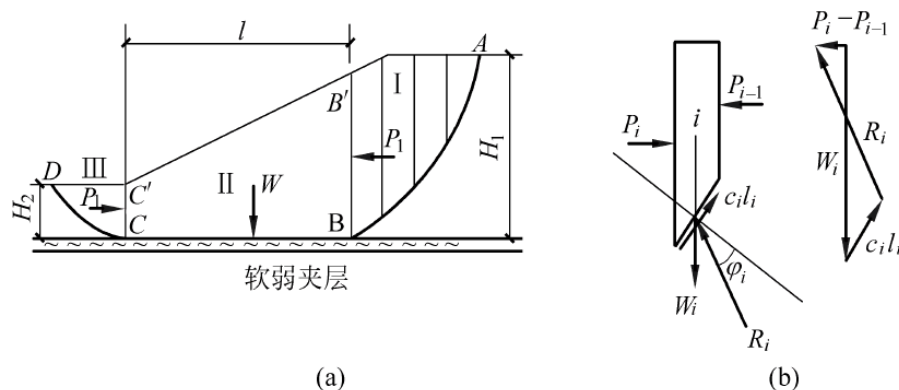 l
A
B′
I
P₁
H₁
D
III
C′
II
W
P₁
H₂
C
B
软弱夹层
(a)
Pᵢ₋₁
i
Pᵢ
cᵢlᵢ
φᵢ
Wᵢ
Rᵢ
Pᵢ−Pᵢ₋₁
Rᵢ
Wᵢ
cᵢlᵢ
(b)